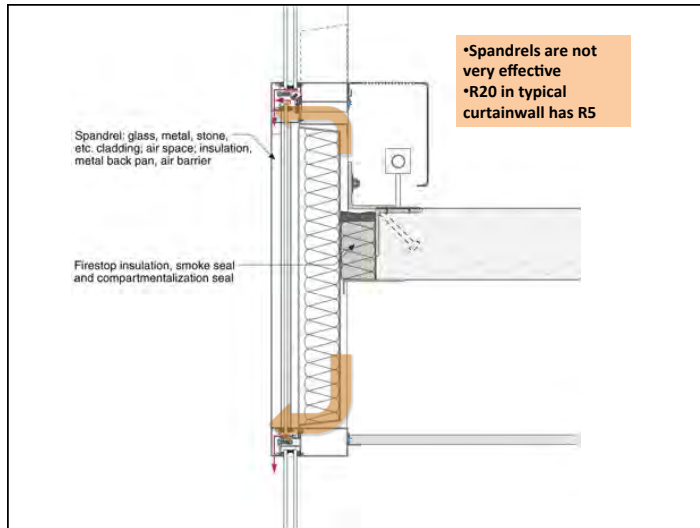 •Spandrels are not
very effective
•R20 in typical
curtainwall has R5
Spandrel: glass, metal, stone,
etc. cladding; air space; insulation,
metal back pan, air barrier
Firestop insulation, smoke seal
and compartmentalization seal